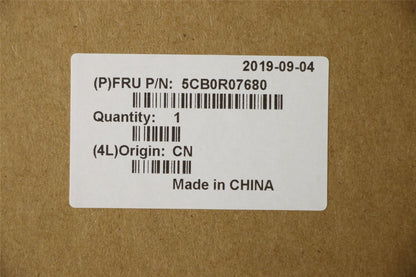 2019-09-04
(P)FRU P/N: 5CB0R07680
Quantity: 1
(4L)Origin: CN
Made in CHINA